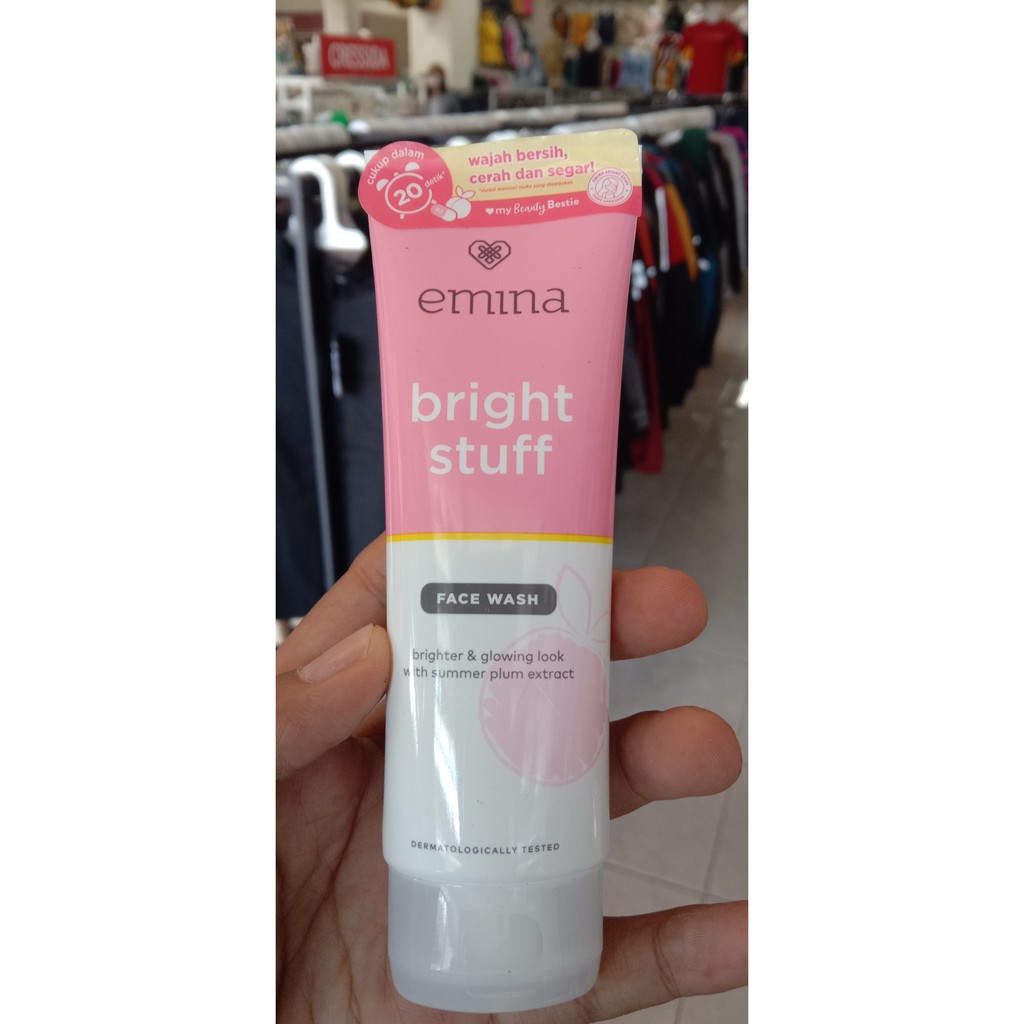 CRESSIDA
cukup dalam
20
detik*
wajah bersih,
cerah dan segar!
my Beauty Bestie
emina
bright
stuff
FACE WASH
brighter & glowing look
with summer plum extract
DERMATOLOGICALLY TESTED